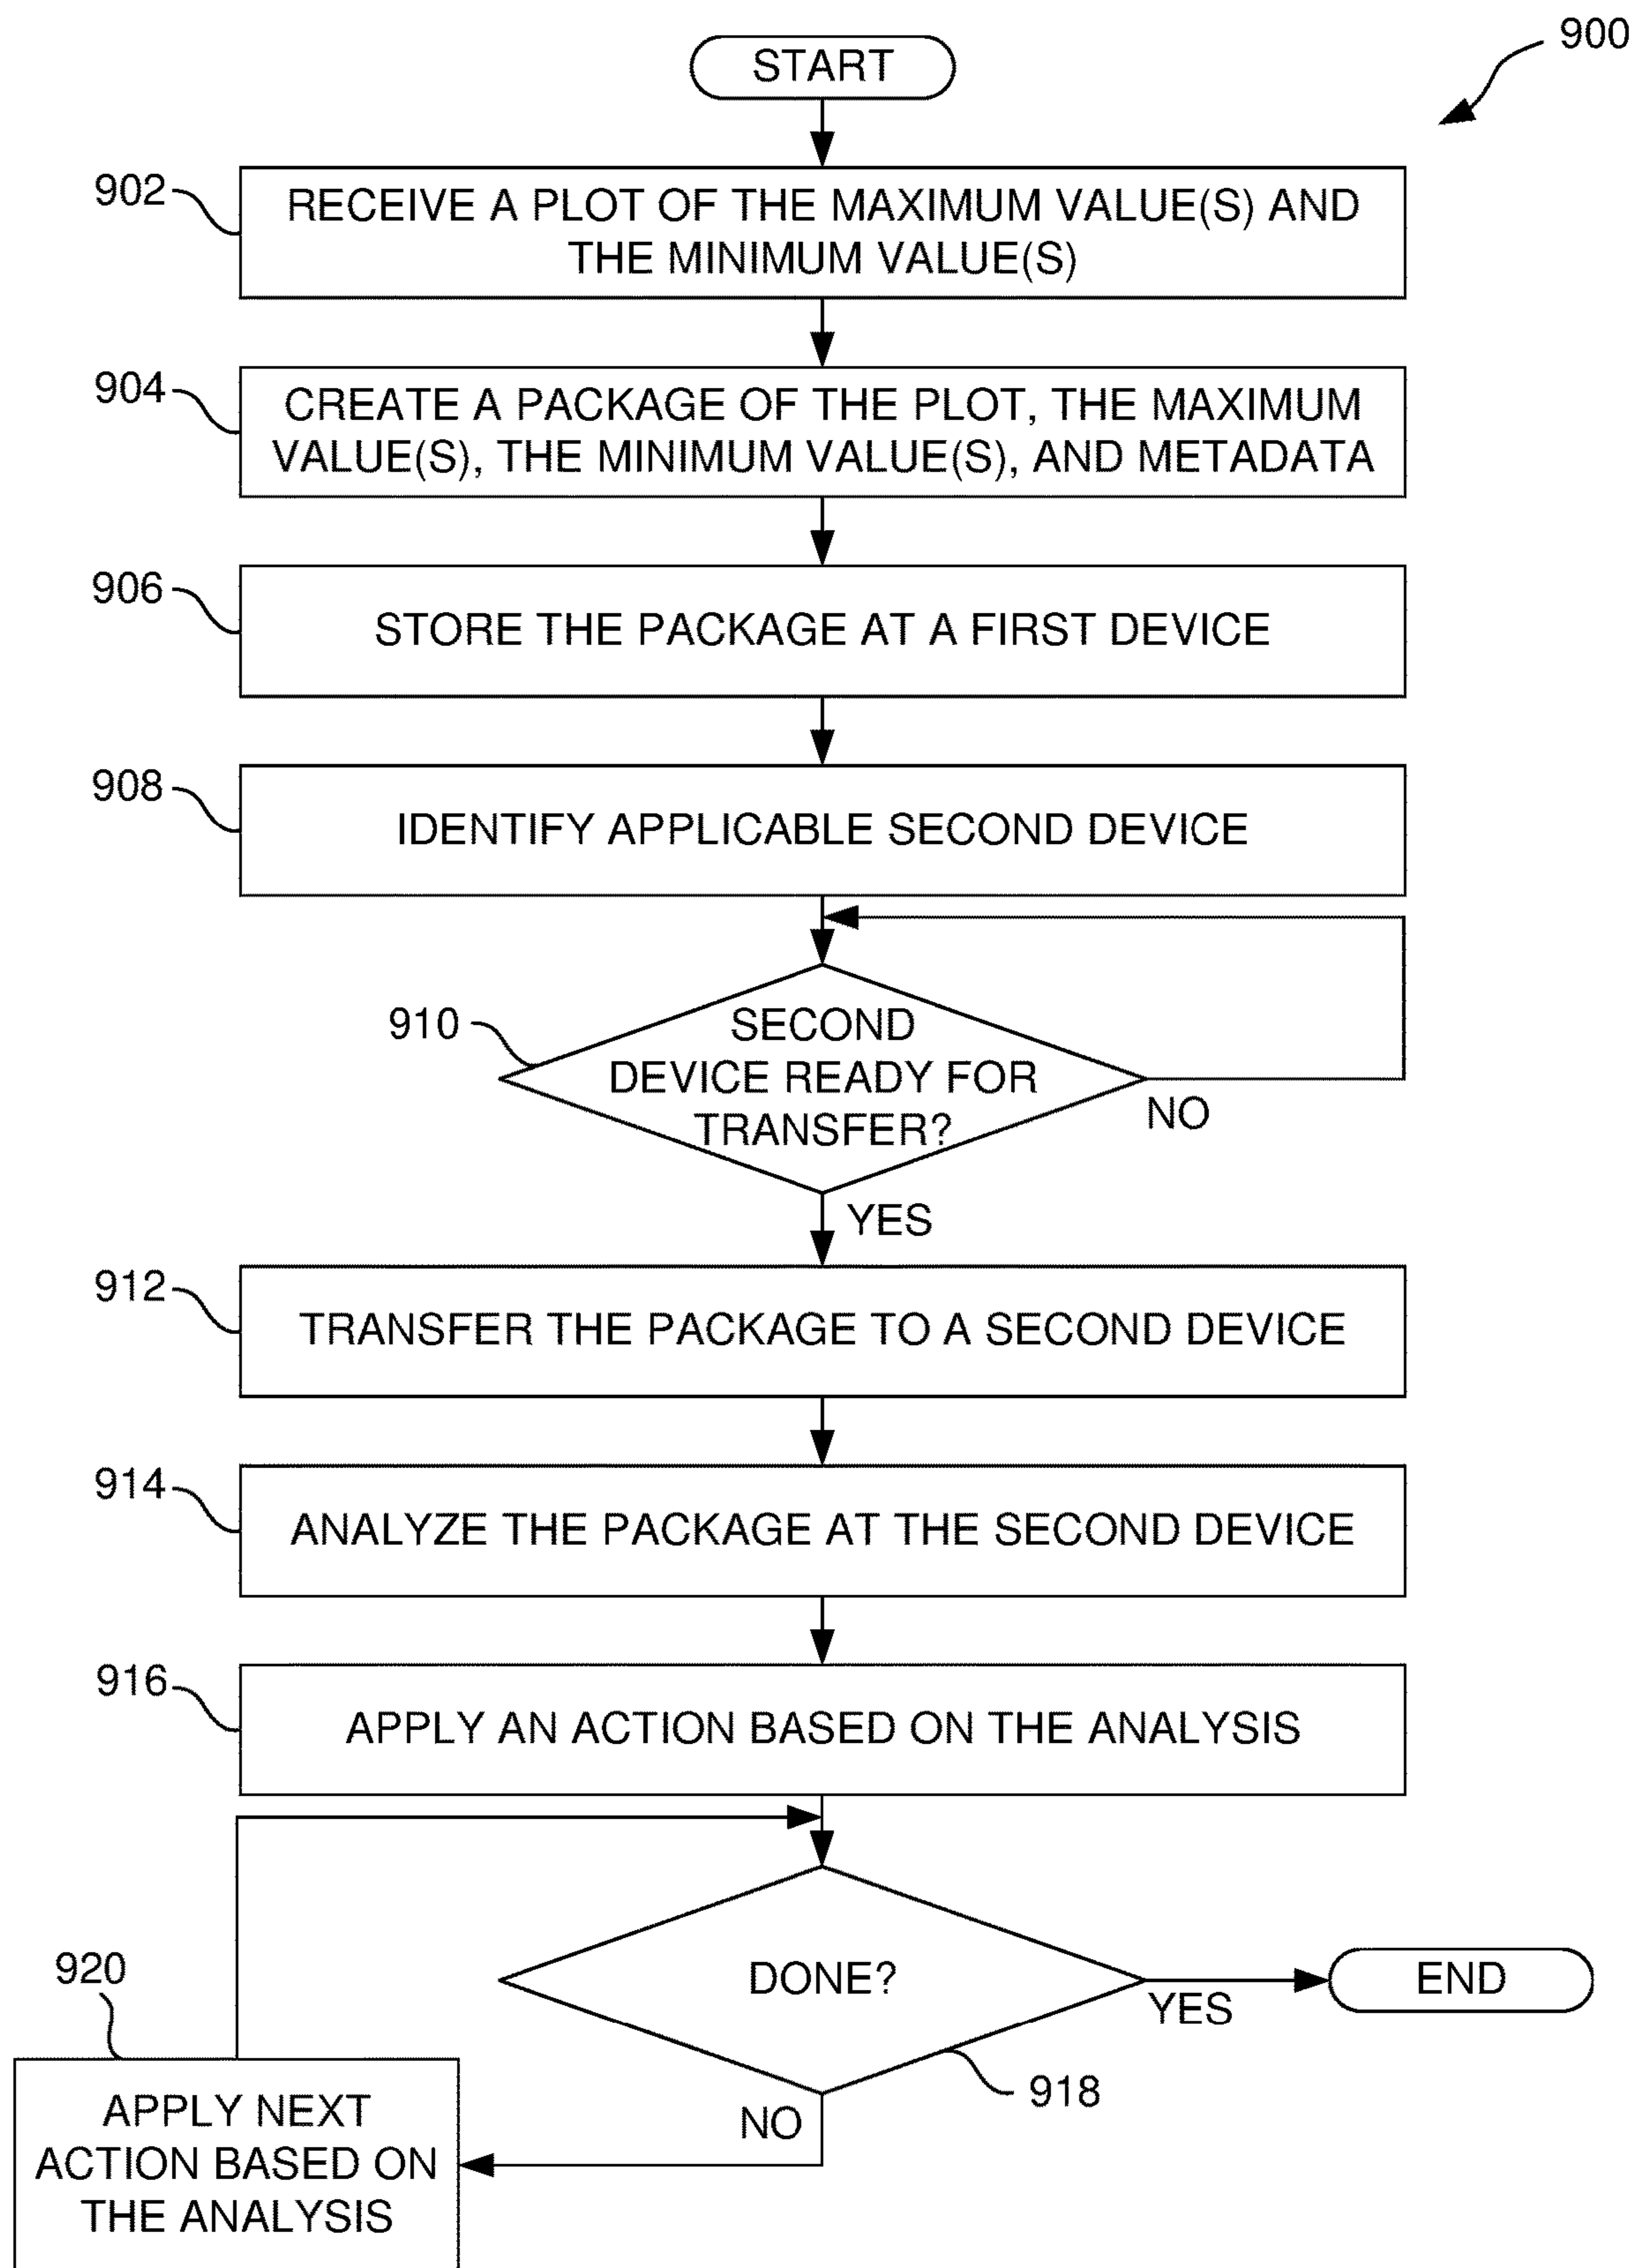 900
START
902
RECEIVE A PLOT OF THE MAXIMUM VALUE(S) AND
THE MINIMUM VALUE(S)
904
CREATE A PACKAGE OF THE PLOT, THE MAXIMUM
VALUE(S), THE MINIMUM VALUE(S), AND METADATA
906
STORE THE PACKAGE AT A FIRST DEVICE
908
IDENTIFY APPLICABLE SECOND DEVICE
910
SECOND
DEVICE READY FOR
TRANSFER?
NO
YES
912
TRANSFER THE PACKAGE TO A SECOND DEVICE
914
ANALYZE THE PACKAGE AT THE SECOND DEVICE
916
APPLY AN ACTION BASED ON THE ANALYSIS
DONE?
YES
END
918
NO
920
APPLY NEXT
ACTION BASED ON
THE ANALYSIS